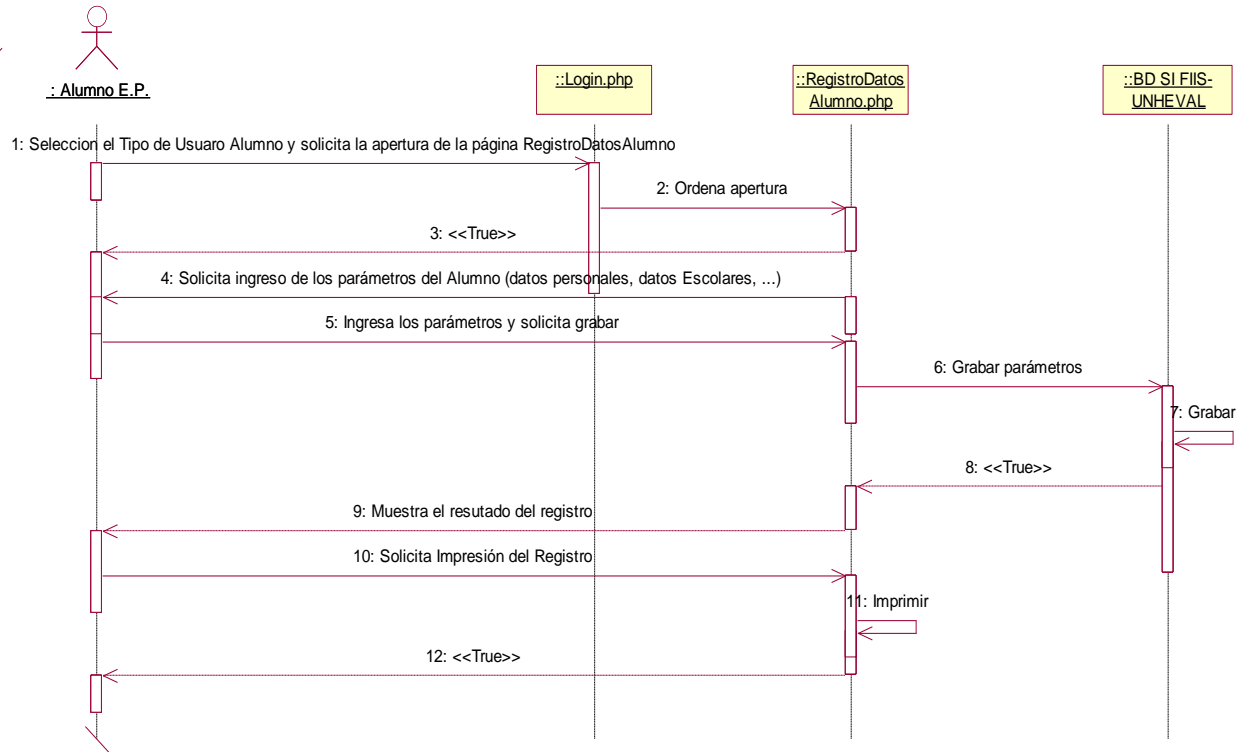 : Alumno E.P.
::Login.php
::RegistroDatos
Alumno.php
::BD SI FIIS-
UNHEVAL
1: Seleccion el Tipo de Usuaro Alumno y solicita la apertura de la página RegistroDatosAlumno
2: Ordena apertura
3: <<True>>
4: Solicita ingreso de los parámetros del Alumno (datos personales, datos Escolares, ...)
5: Ingresa los parámetros y solicita grabar
6: Grabar parámetros
7: Grabar
8: <<True>>
9: Muestra el resutado del registro
10: Solicita Impresión del Registro
11: Imprimir
12: <<True>>